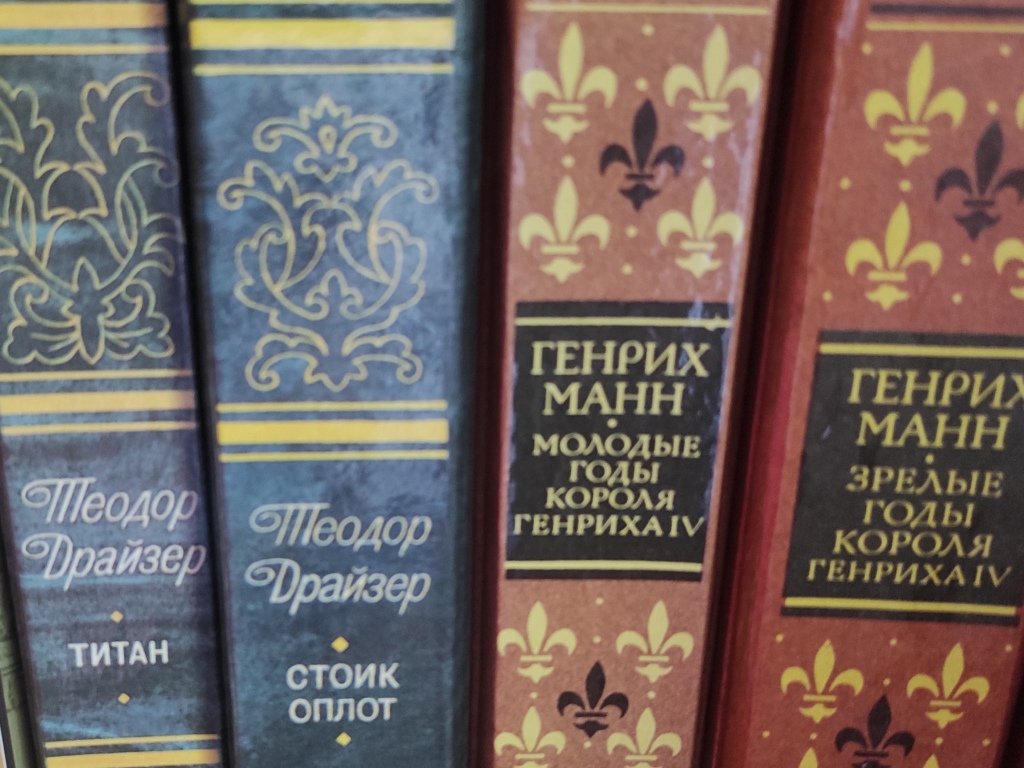 Теодор
Драйзер
ТИТАН
Теодор
Драйзер
СТОИК
ОПЛОТ
ГЕНРИХ
МАНН
МОЛОДЫЕ
ГОДЫ
КОРОЛЯ
ГЕНРИХА IV
ГЕНРИХ
МАНН
ЗРЕЛЫЕ
ГОДЫ
КОРОЛЯ
ГЕНРИХА IV